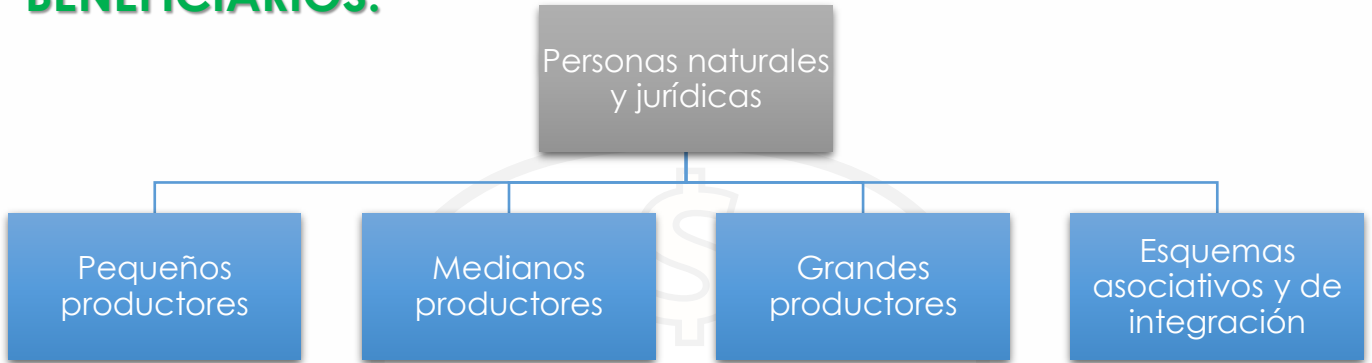 BENEFICIARIOS:
Personas naturales
y jurídicas
Pequeños
productores
Medianos
productores
Grandes
productores
Esquemas
asociativos y de
integración
$